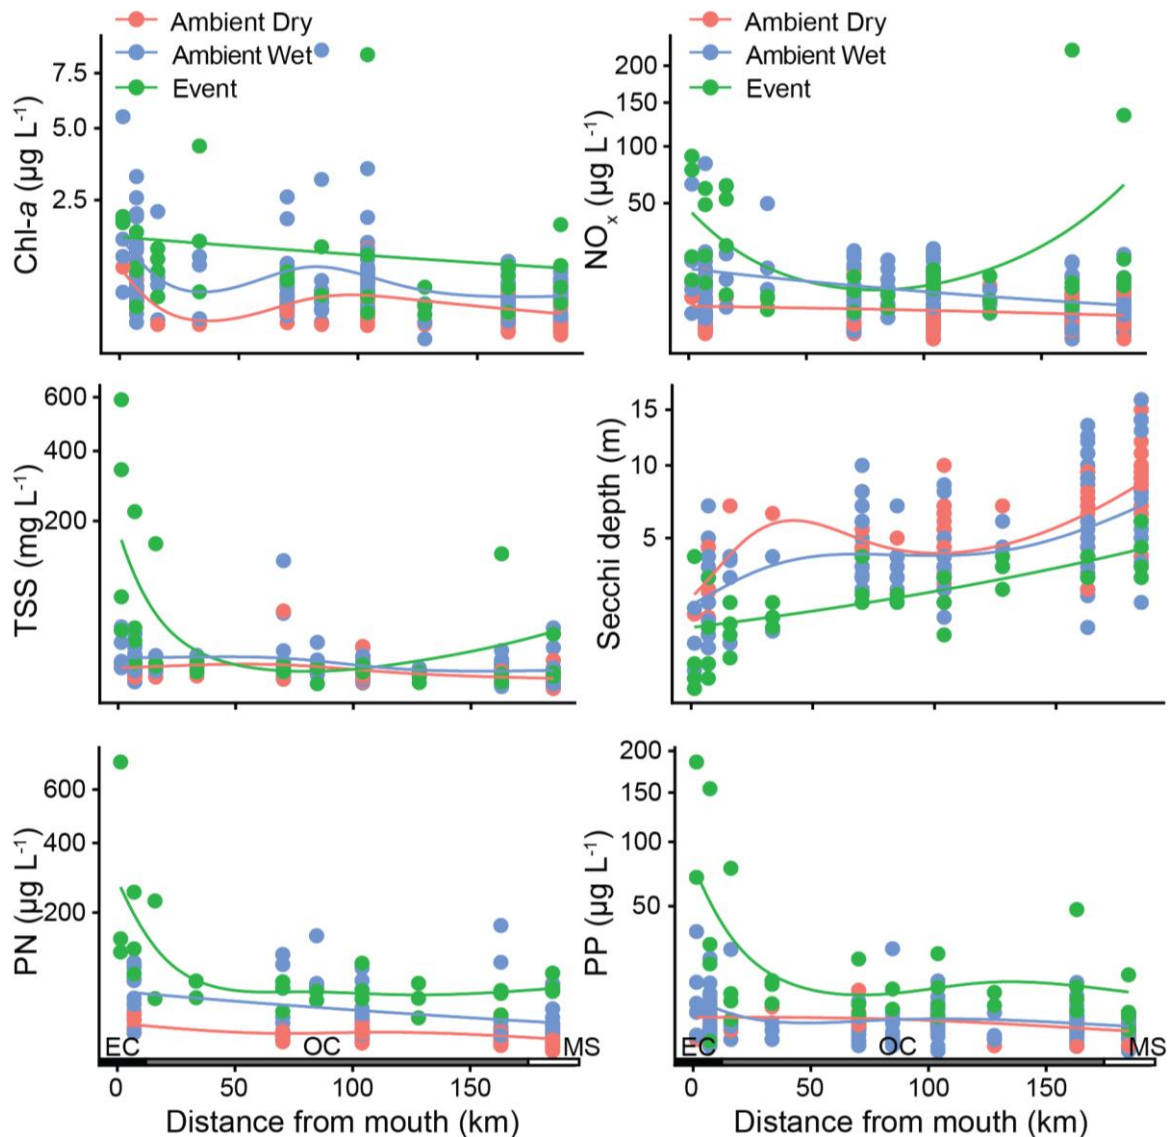 Ambient Dry
Ambient Wet
Event
7.5
5.0
2.5
Chl-a (µg L⁻¹)
Ambient Dry
Ambient Wet
Event
200
150
100
50
NOₓ (µg L⁻¹)
600
400
200
TSS (mg L⁻¹)
15
10
5
Secchi depth (m)
600
400
200
PN (µg L⁻¹)
EC OC MS
0 50 100 150
Distance from mouth (km)
200
150
100
50
PP (µg L⁻¹)
EC OC MS
0 50 100 150
Distance from mouth (km)